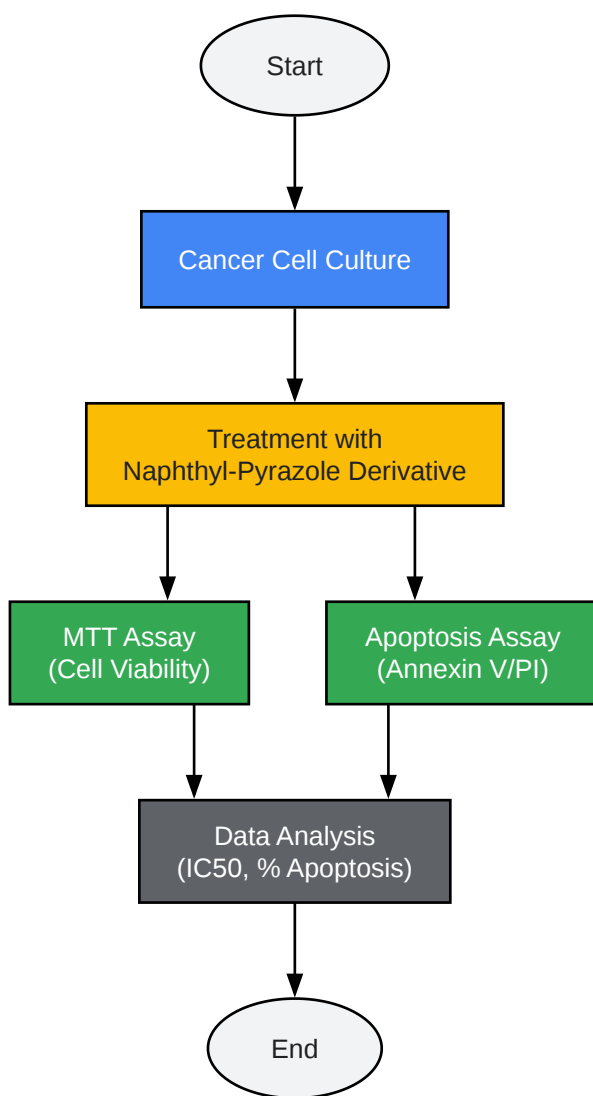 Start
Cancer Cell Culture
Treatment with
Naphthyl-Pyrazole Derivative
MTT Assay
(Cell Viability)
Apoptosis Assay
(Annexin V/PI)
Data Analysis
(IC50, % Apoptosis)
End